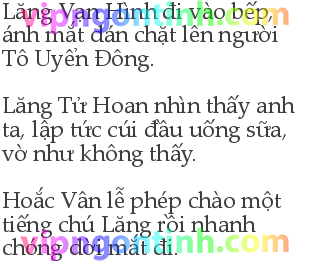 Lăng Vạn Hình đi vào bếp,
ánh mắt dán chặt lên người
Tô Uyển Đông.
Lăng Tử Hoan nhìn thấy anh
ta, lập tức cúi đầu uống sữa,
vờ như không thấy.
Hoắc Vân lễ phép chào một
tiếng chú Lăng rồi nhanh
chóng dời mắt đi.
vipngontinh.com
vipngontinh.com